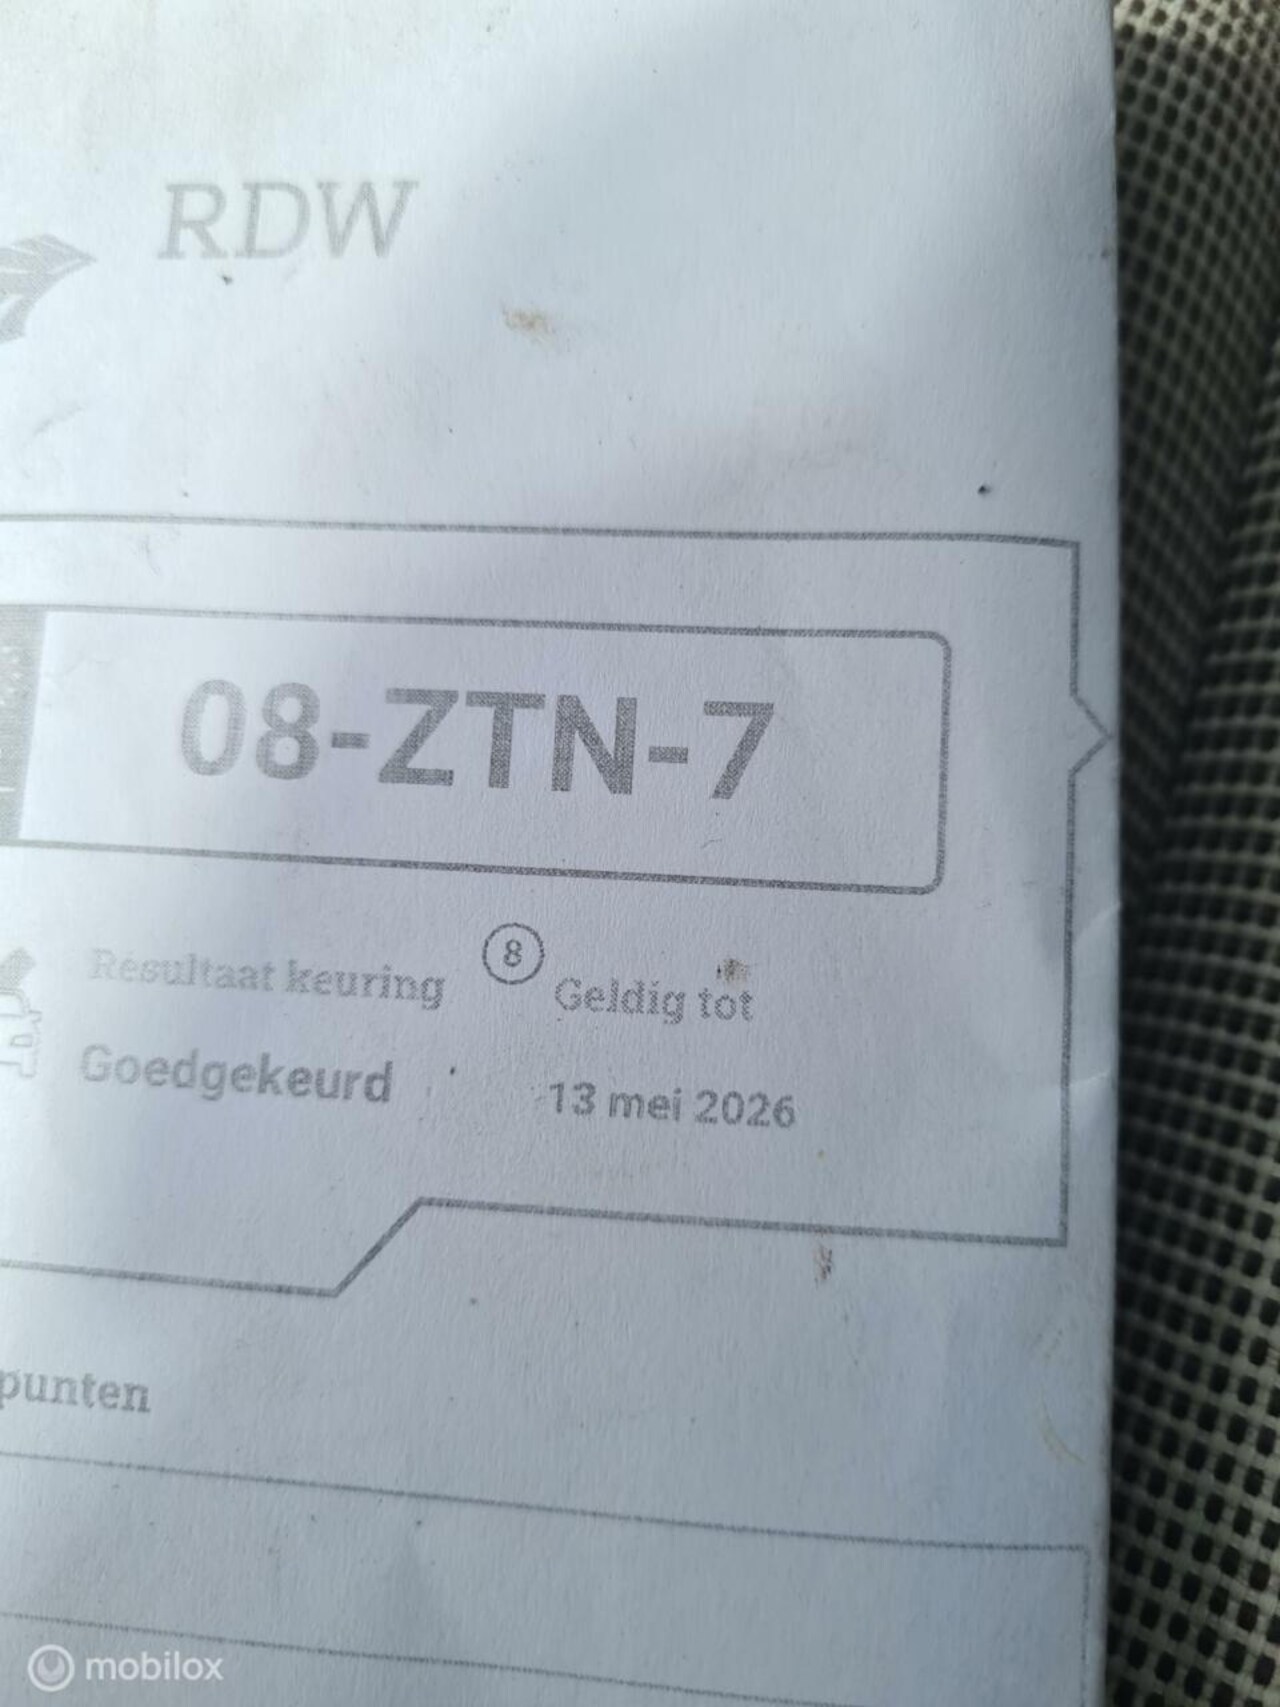 RDW
08-ZTN-7
Resultaat keuring
8
Geldig tot
Goedgekeurd
13 mei 2026
punten
mobilox